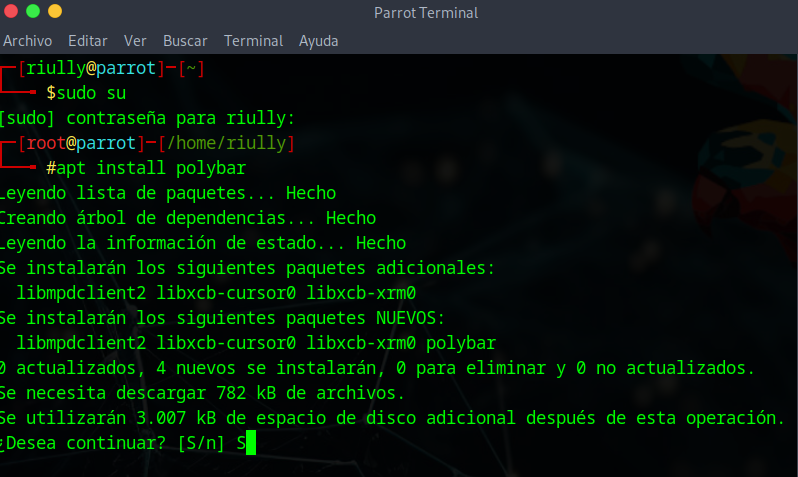 Parrot Terminal
Archivo Editar Ver Buscar Terminal Ayuda
┌─[riully@parrot]─[~]
└──╼ $sudo su
[sudo] contraseña para riully:
┌─[root@parrot]─[/home/riully]
└──╼ #apt install polybar
Leyendo lista de paquetes... Hecho
Creando árbol de dependencias... Hecho
Leyendo la información de estado... Hecho
Se instalarán los siguientes paquetes adicionales:
  libmpdclient2 libxcb-cursor0 libxcb-xrm0
Se instalarán los siguientes paquetes NUEVOS:
  libmpdclient2 libxcb-cursor0 libxcb-xrm0 polybar
0 actualizados, 4 nuevos se instalarán, 0 para eliminar y 0 no actualizados.
Se necesita descargar 782 kB de archivos.
Se utilizarán 3.007 kB de espacio de disco adicional después de esta operación.
¿Desea continuar? [S/n] S